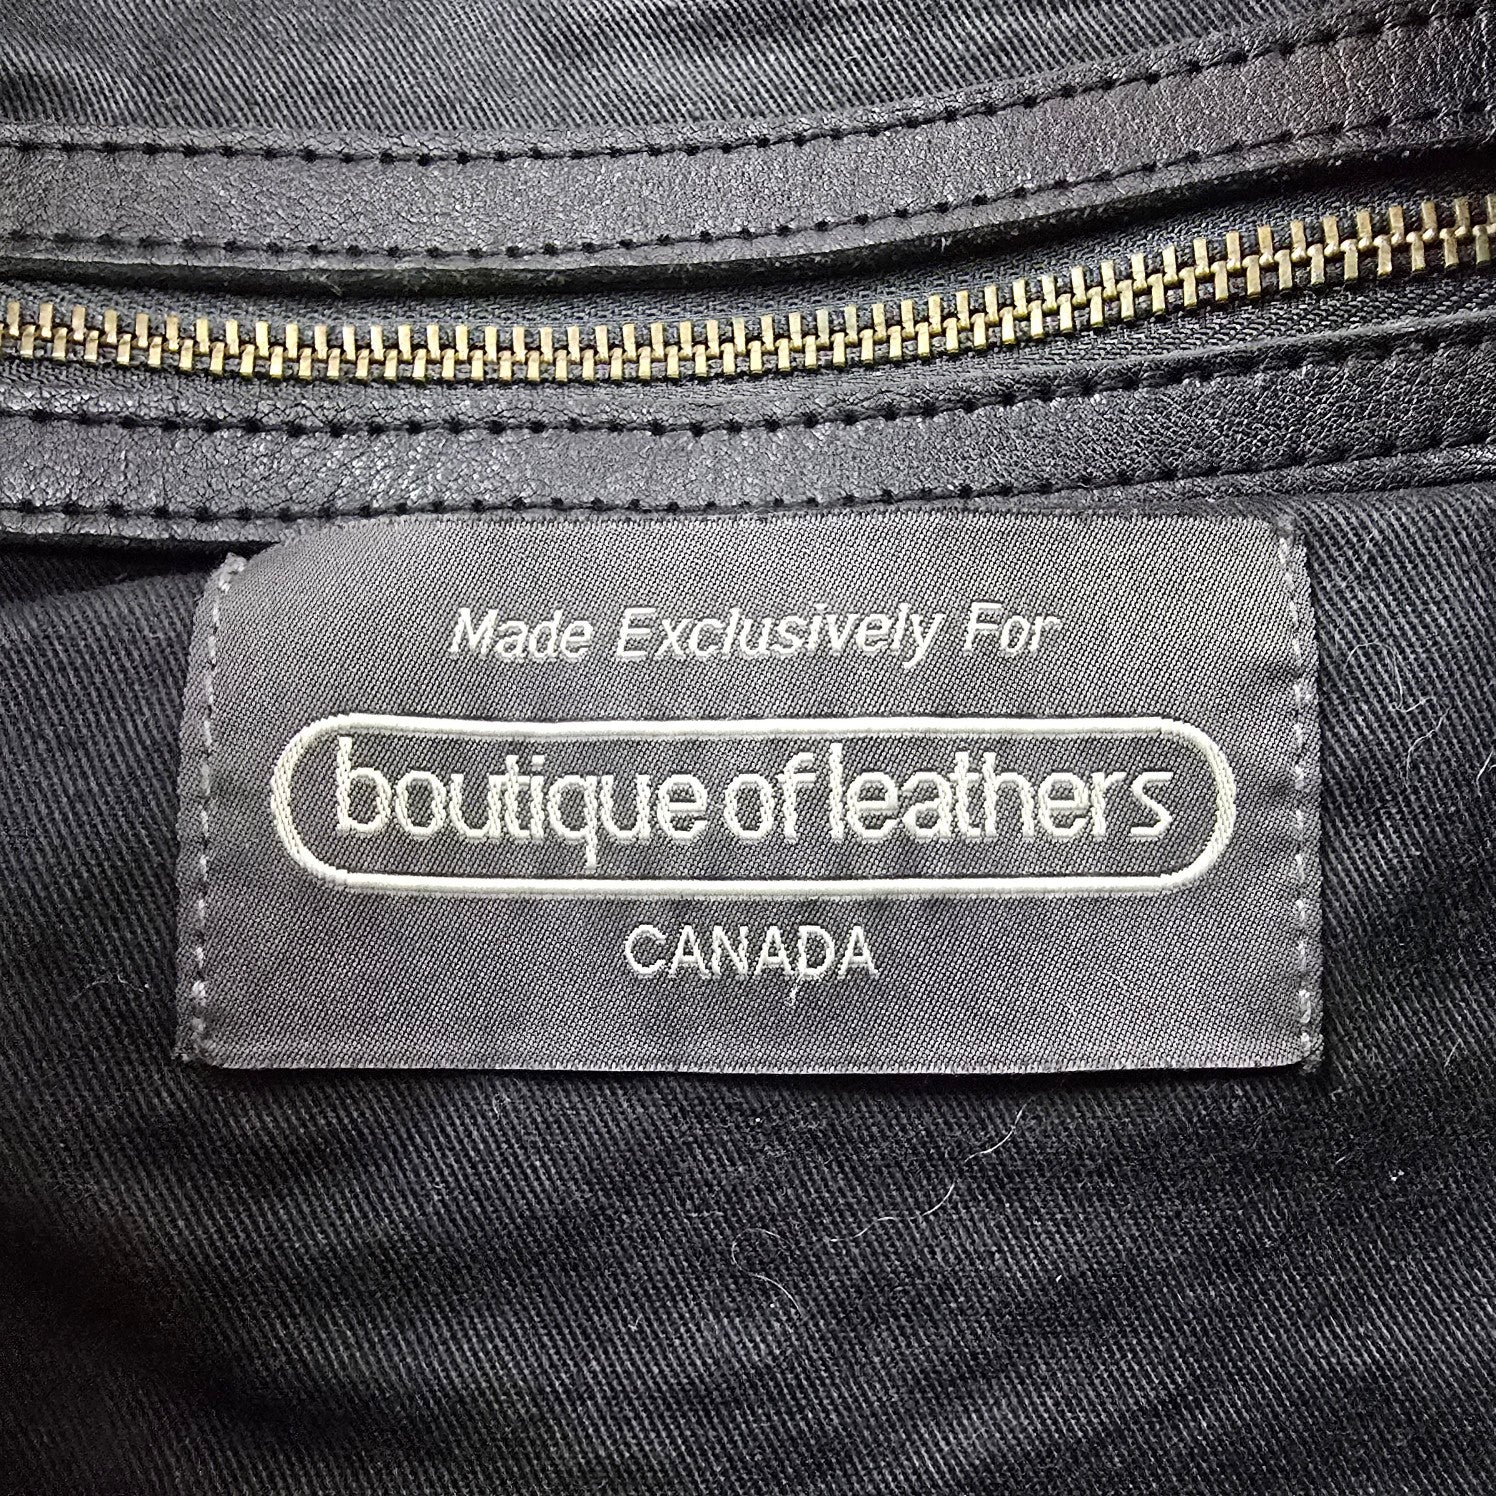 Made Exclusively For
boutique of leathers
CANADA